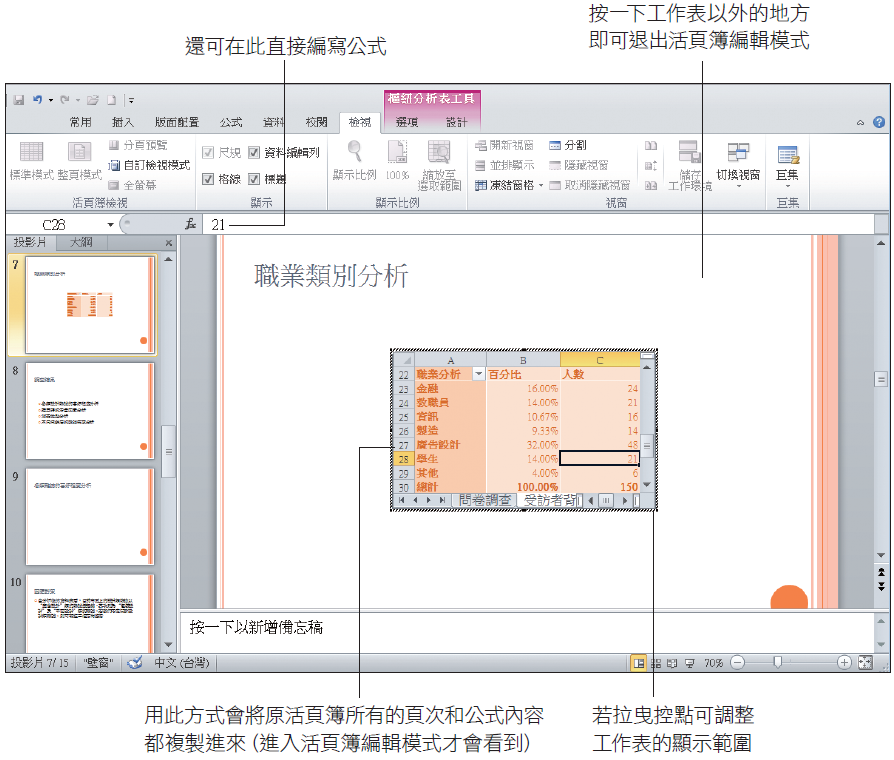 還可在此直接編寫公式
按一下工作表以外的地方
即可退出活頁簿編輯模式
樞紐分析表工具
常用 插入 版面配置 公式 資料 校閱 檢視 選項 設計
標準模式 整頁模式 分頁預覽 自訂檢視模式 全螢幕
活頁簿檢視
尺規 資料編輯列
格線 標題
顯示
顯示比例 100% 縮放至選取範圍
顯示比例
開新視窗 並排顯示 凍結窗格
分割 隱藏視窗 取消隱藏視窗
儲存工作環境 切換視窗
視窗
巨集
巨集
C28 fx 21
投影片 大綱
7
8
9
10
職業類別分析
A B C
22 職業分析 百分比 人數
23 金融 16.00% 24
24 教職員 14.00% 21
25 資訊 10.67% 16
26 製造 9.33% 14
27 廣告設計 32.00% 48
28 學生 14.00% 21
29 其他 4.00% 6
30 總計 100.00% 150
問卷調查 受訪者背
按一下以新增備忘稿
投影片 7/15 "壁窗" 中文 (台灣) 70%
用此方式會將原活頁簿所有的頁次和公式內容
都複製進來 (進入活頁簿編輯模式才會看到)
若拉曳控點可調整
工作表的顯示範圍